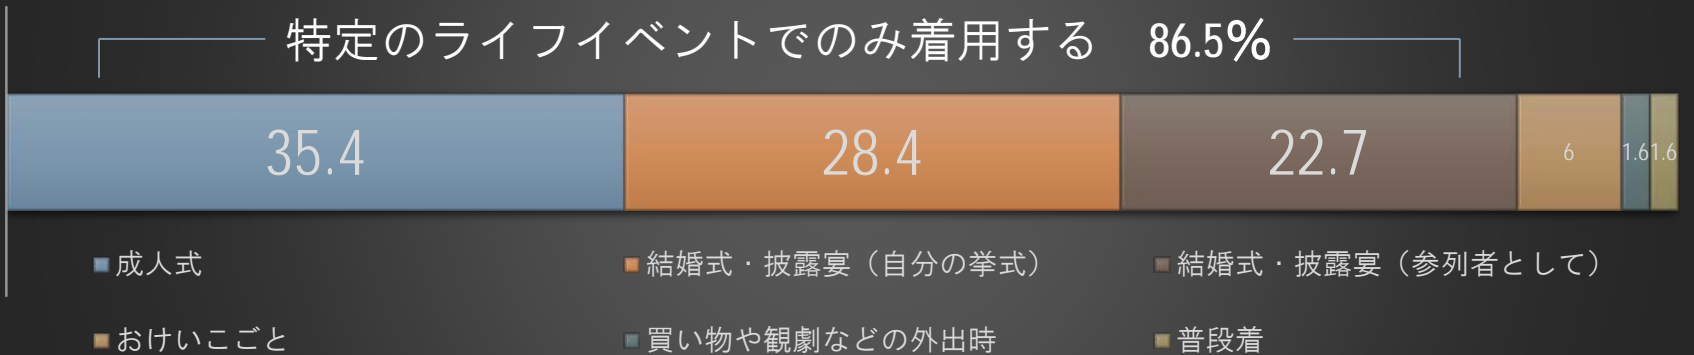 特定のライフイベントでのみ着用する　86.5%
35.4 28.4 22.7 6 1.6 1.6
成人式 結婚式・披露宴（自分の挙式） 結婚式・披露宴（参列者として）
おけいこごと 買い物や観劇などの外出時 普段着